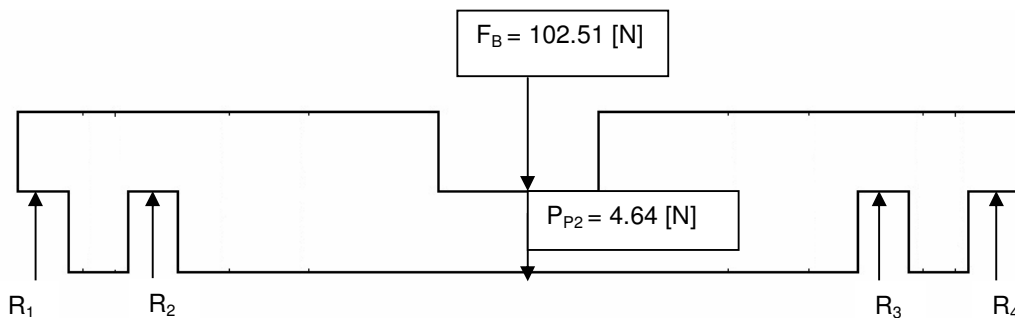 F_B = 102.51 [N]
P_P2 = 4.64 [N]
R_1
R_2
R_3
R_4